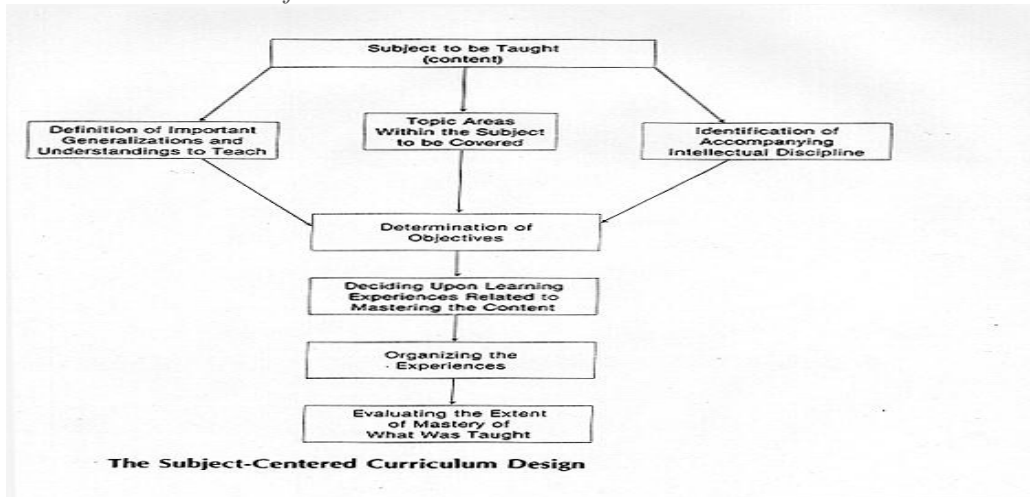 Subject to be Taught
(content)
Definition of Important
Generalizations and
Understandings to Teach
Topic Areas
Within the Subject
to be Covered
Identification of
Accompanying
Intellectual Discipline
Determination of
Objectives
Deciding Upon Learning
Experiences Related to
Mastering the Content
Organizing the
Experiences
Evaluating the Extent
of Mastery of
What Was Taught
The Subject-Centered Curriculum Design